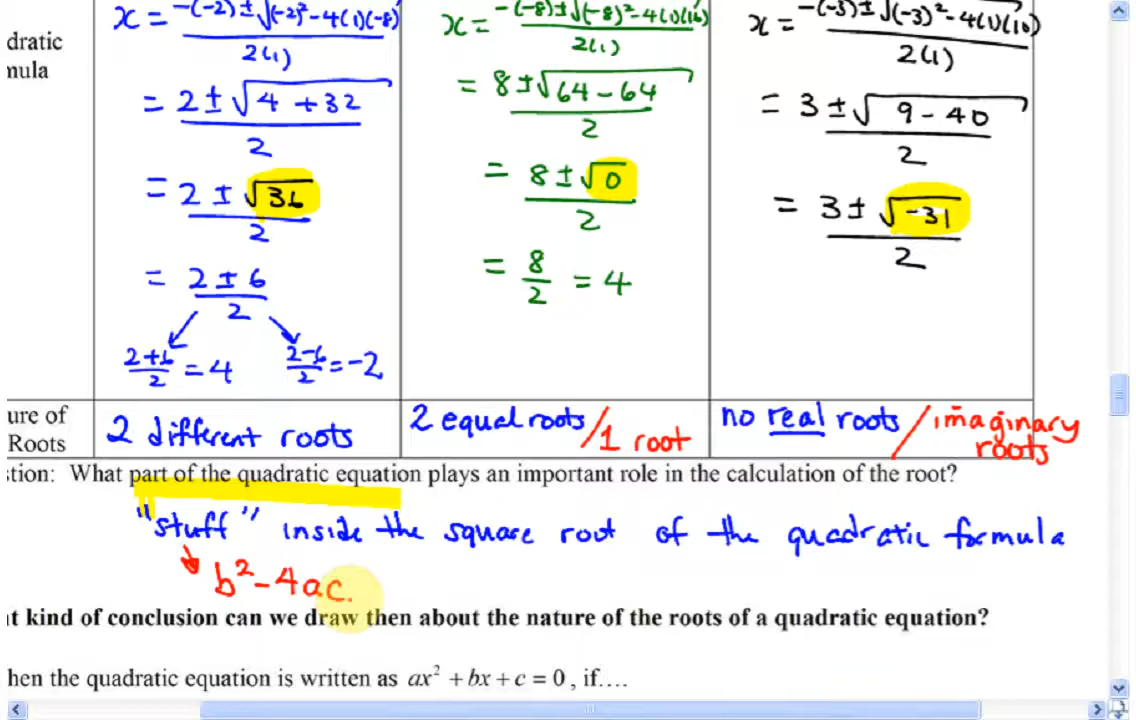 dratic
mula
x = -(-2) ± √(-2)² - 4(1)(-8)
2(1)
= 2 ± √4 + 32
2
= 2 ± √36
2
= 2 ± 6
2
2+6/2 = 4   2-6/2 = -2
x = -(-8) ± √(-8)² - 4(1)(16)
2(1)
= 8 ± √64 - 64
2
= 8 ± √0
2
= 8/2 = 4
x = -(-3) ± √(-3)² - 4(1)(10)
2(1)
= 3 ± √9 - 40
2
= 3 ± √-31
2
ure of
Roots
2 different roots
2 equal roots / 1 root
no real roots / imaginary
roots
tion: What part of the quadratic equation plays an important role in the calculation of the root?
"stuff" inside the square root of the quadratic formula
b² - 4ac.
t kind of conclusion can we draw then about the nature of the roots of a quadratic equation?
hen the quadratic equation is written as ax² + bx + c = 0, if....